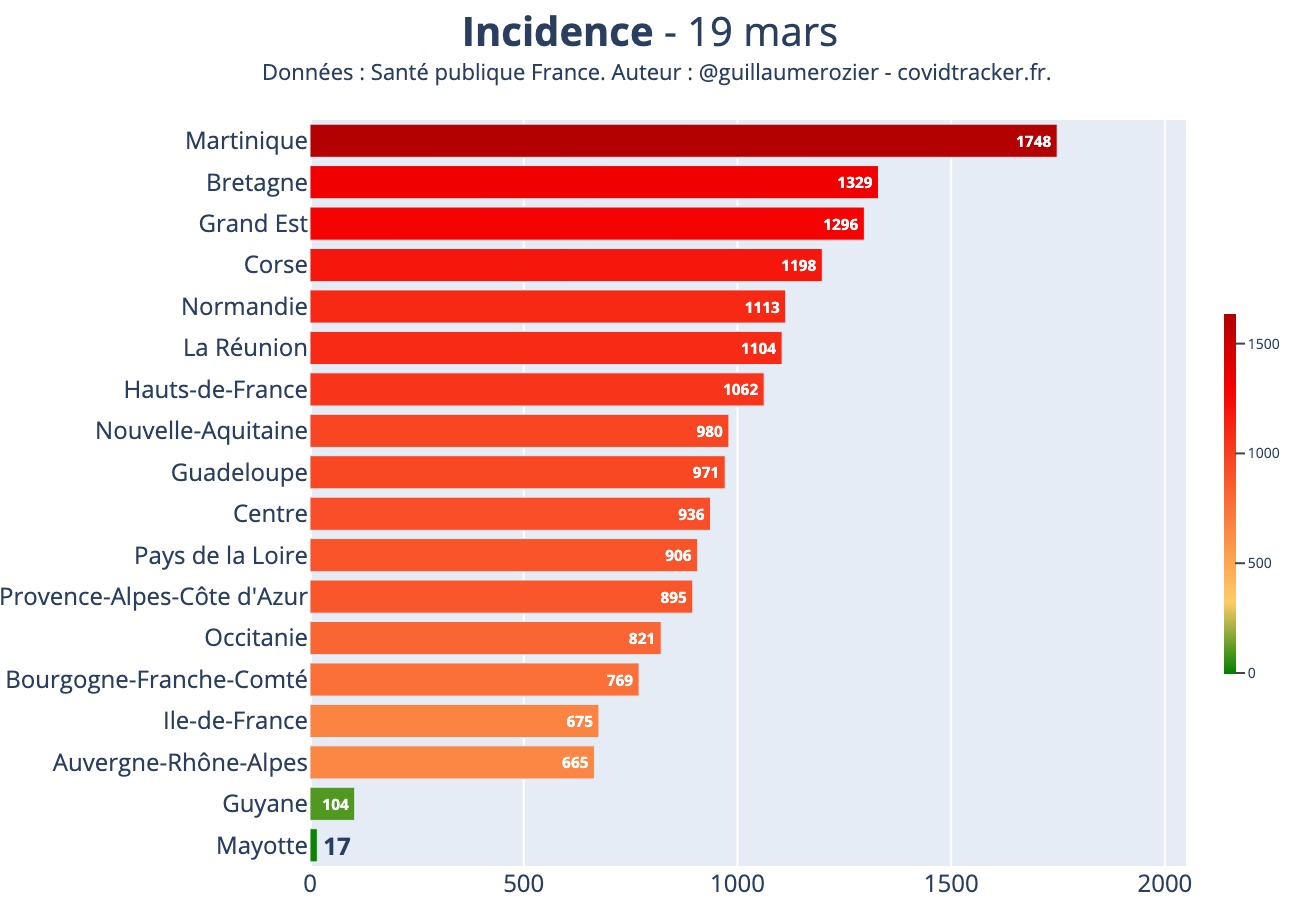 Incidence - 19 mars
Données : Santé publique France. Auteur : @guillaumerozier - covidtracker.fr.
Martinique 1748
Bretagne 1329
Grand Est 1296
Corse 1198
Normandie 1113
La Réunion 1104
Hauts-de-France 1062
Nouvelle-Aquitaine 980
Guadeloupe 971
Centre 936
Pays de la Loire 906
Provence-Alpes-Côte d'Azur 895
Occitanie 821
Bourgogne-Franche-Comté 769
Ile-de-France 675
Auvergne-Rhône-Alpes 665
Guyane 104
Mayotte 17
0 500 1000 1500 2000
1500
1000
500
0